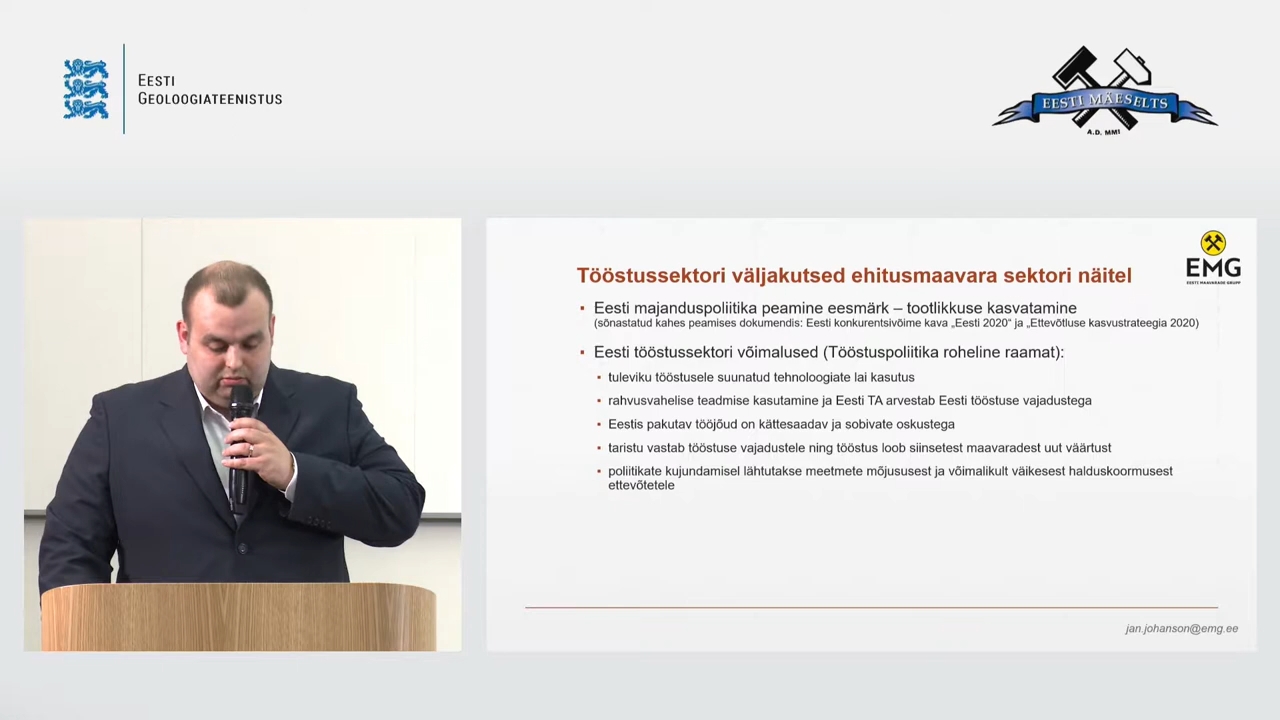 EESTI
GEOLOOGIATEENISTUS
EESTI MÄESELTS
A.D. MMI
EMG
EESTI MAAVARADE GRUPP
Tööstussektori väljakutsed ehitusmaavara sektori näitel
▪ Eesti majanduspoliitika peamine eesmärk – tootlikkuse kasvatamine
(sõnastatud kahes peamises dokumendis: Eesti konkurentsivõime kava „Eesti 2020“ ja „Ettevõtluse kasvustrateegia 2020)
▪ Eesti tööstussektori võimalused (Tööstuspoliitika roheline raamat):
▪ tuleviku tööstusele suunatud tehnoloogiate lai kasutus
▪ rahvusvahelise teadmise kasutamine ja Eesti TA arvestab Eesti tööstuse vajadustega
▪ Eestis pakutav tööjõud on kättesaadav ja sobivate oskustega
▪ taristu vastab tööstuse vajadustele ning tööstus loob siinsetest maavaradest uut väärtust
▪ poliitikate kujundamisel lähtutakse meetmete mõjususest ja võimalikult väikesest halduskoormusest
ettevõtetele
jan.johanson@emg.ee